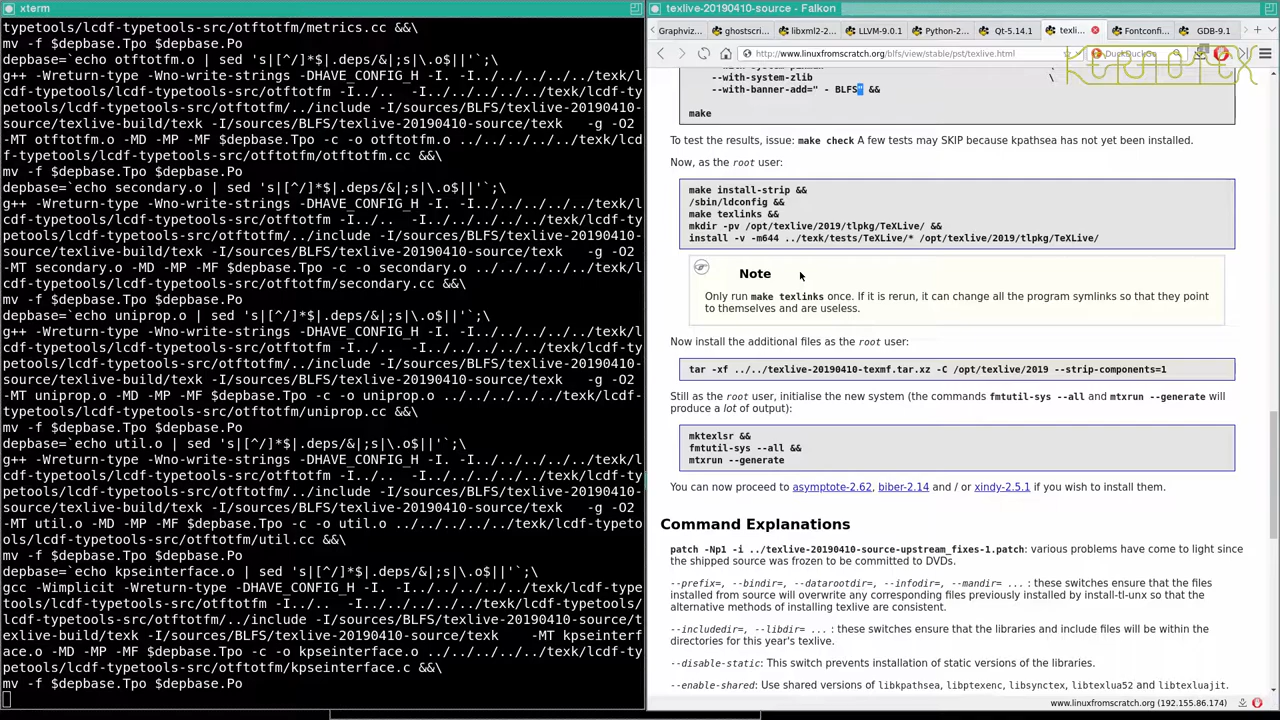 xterm
typetools/lcdf-typetools-src/otftotfm/metrics.cc &&\
mv -f $depbase.Tpo $depbase.Po
depbase=`echo otftotfm.o | sed 's|[^/]*$|.deps/&|;s|\.o$||'`;\
g++ -Wreturn-type -Wno-write-strings -DHAVE_CONFIG_H -I. -I../../../../../texk/l
cdf-typetools/lcdf-typetools-src/otftotfm -I../.. -I../../../../../texk/lcdf-ty
petools/lcdf-typetools-src/otftotfm/../include -I/sources/BLFS/texlive-20190410-
source/texlive-build/texk -I/sources/BLFS/texlive-20190410-source/texk   -g -O2
-MT otftotfm.o -MD -MP -MF $depbase.Tpo -c -o otftotfm.o ../../../../../texk/lcd
f-typetools/lcdf-typetools-src/otftotfm/otftotfm.cc &&\
mv -f $depbase.Tpo $depbase.Po
depbase=`echo secondary.o | sed 's|[^/]*$|.deps/&|;s|\.o$||'`;\
g++ -Wreturn-type -Wno-write-strings -DHAVE_CONFIG_H -I. -I../../../../../texk/l
cdf-typetools/lcdf-typetools-src/otftotfm -I../.. -I../../../../../texk/lcdf-ty
petools/lcdf-typetools-src/otftotfm/../include -I/sources/BLFS/texlive-20190410-
source/texlive-build/texk -I/sources/BLFS/texlive-20190410-source/texk   -g -O2
-MT secondary.o -MD -MP -MF $depbase.Tpo -c -o secondary.o ../../../../../texk/l
cdf-typetools/lcdf-typetools-src/otftotfm/secondary.cc &&\
mv -f $depbase.Tpo $depbase.Po
depbase=`echo uniprop.o | sed 's|[^/]*$|.deps/&|;s|\.o$||'`;\
g++ -Wreturn-type -Wno-write-strings -DHAVE_CONFIG_H -I. -I../../../../../texk/l
cdf-typetools/lcdf-typetools-src/otftotfm -I../.. -I../../../../../texk/lcdf-ty
petools/lcdf-typetools-src/otftotfm/../include -I/sources/BLFS/texlive-20190410-
source/texlive-build/texk -I/sources/BLFS/texlive-20190410-source/texk   -g -O2
-MT uniprop.o -MD -MP -MF $depbase.Tpo -c -o uniprop.o ../../../../../texk/lcdf-
typetools/lcdf-typetools-src/otftotfm/uniprop.cc &&\
mv -f $depbase.Tpo $depbase.Po
depbase=`echo util.o | sed 's|[^/]*$|.deps/&|;s|\.o$||'`;\
g++ -Wreturn-type -Wno-write-strings -DHAVE_CONFIG_H -I. -I../../../../../texk/l
cdf-typetools/lcdf-typetools-src/otftotfm -I../.. -I../../../../../texk/lcdf-ty
petools/lcdf-typetools-src/otftotfm/../include -I/sources/BLFS/texlive-20190410-
source/texlive-build/texk -I/sources/BLFS/texlive-20190410-source/texk   -g -O2
-MT util.o -MD -MP -MF $depbase.Tpo -c -o util.o ../../../../../texk/lcdf-typeto
ols/lcdf-typetools-src/otftotfm/util.cc &&\
mv -f $depbase.Tpo $depbase.Po
depbase=`echo kpseinterface.o | sed 's|[^/]*$|.deps/&|;s|\.o$||'`;\
gcc -Wimplicit -Wreturn-type -DHAVE_CONFIG_H -I. -I../../../../../texk/lcdf-type
tools/lcdf-typetools-src/otftotfm -I../..  -I../../../../../texk/lcdf-typetools/
lcdf-typetools-src/otftotfm/../include -I/sources/BLFS/texlive-20190410-source/t
exlive-build/texk -I/sources/BLFS/texlive-20190410-source/texk    -MT kpseinterf
ace.o -MD -MP -MF $depbase.Tpo -c -o kpseinterface.o ../../../../../texk/lcdf-ty
petools/lcdf-typetools-src/otftotfm/kpseinterface.c &&\
mv -f $depbase.Tpo $depbase.Po
texlive-20190410-source - Falkon
Graphviz ghostscri libxml2-2 LLVM-9.0.1 Python-2. Qt-5.14.1 texli Fontconfi GDB-9.1
http://www.linuxfromscratch.org/blfs/view/stable/pst/texlive.html DuckDuckGo
KERNOTEX
--with-system-zlib \
--with-banner-add=" - BLFS" &&
make
To test the results, issue: make check A few tests may SKIP because kpathsea has not yet been installed.
Now, as the root user:
make install-strip &&
/sbin/ldconfig &&
make texlinks &&
mkdir -pv /opt/texlive/2019/tlpkg/TeXLive/ &&
install -v -m644 ../texk/tests/TeXLive/* /opt/texlive/2019/tlpkg/TeXLive/
Note
Only run make texlinks once. If it is rerun, it can change all the program symlinks so that they point
to themselves and are useless.
Now install the additional files as the root user:
tar -xf ../../texlive-20190410-texmf.tar.xz -C /opt/texlive/2019 --strip-components=1
Still as the root user, initialise the new system (the commands fmtutil-sys --all and mtxrun --generate will
produce a lot of output):
mktexlsr &&
fmtutil-sys --all &&
mtxrun --generate
You can now proceed to asymptote-2.62, biber-2.14 and / or xindy-2.5.1 if you wish to install them.
Command Explanations
patch -Np1 -i ../texlive-20190410-source-upstream_fixes-1.patch: various problems have come to light since
the shipped source was frozen to be committed to DVDs.
--prefix=, --bindir=, --datarootdir=, --infodir=, --mandir= ... : these switches ensure that the files
installed from source will overwrite any corresponding files previously installed by install-tl-unx so that the
alternative methods of installing texlive are consistent.
--includedir=, --libdir= ... : these switches ensure that the libraries and include files will be within the
directories for this year's texlive.
--disable-static: This switch prevents installation of static versions of the libraries.
--enable-shared: Use shared versions of libkpathsea, libptexenc, libsynctex, libtexlua52 and libtexluajit.
www.linuxfromscratch.org (192.155.86.174)